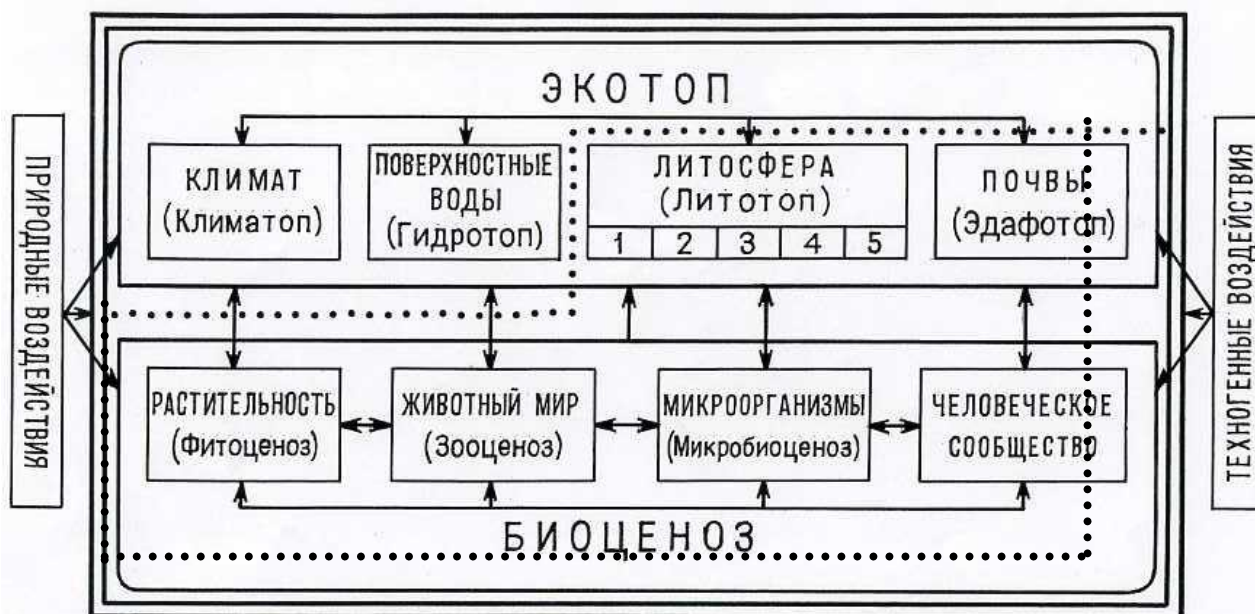 ЭКОТОП
КЛИМАТ
(Климатоп)
ПОВЕРХНОСТНЫЕ
ВОДЫ
(Гидротоп)
ЛИТОСФЕРА
(Литотоп)
1 2 3 4 5
ПОЧВЫ
(Эдафотоп)
ПРИРОДНЫЕ ВОЗДЕЙСТВИЯ
ТЕХНОГЕННЫЕ ВОЗДЕЙСТВИЯ
РАСТИТЕЛЬНОСТЬ
(Фитоценоз)
ЖИВОТНЫЙ МИР
(Зооценоз)
МИКРООРГАНИЗМЫ
(Микробиоценоз)
ЧЕЛОВЕЧЕСКОЕ
СООБЩЕСТВО
БИОЦЕНОЗ